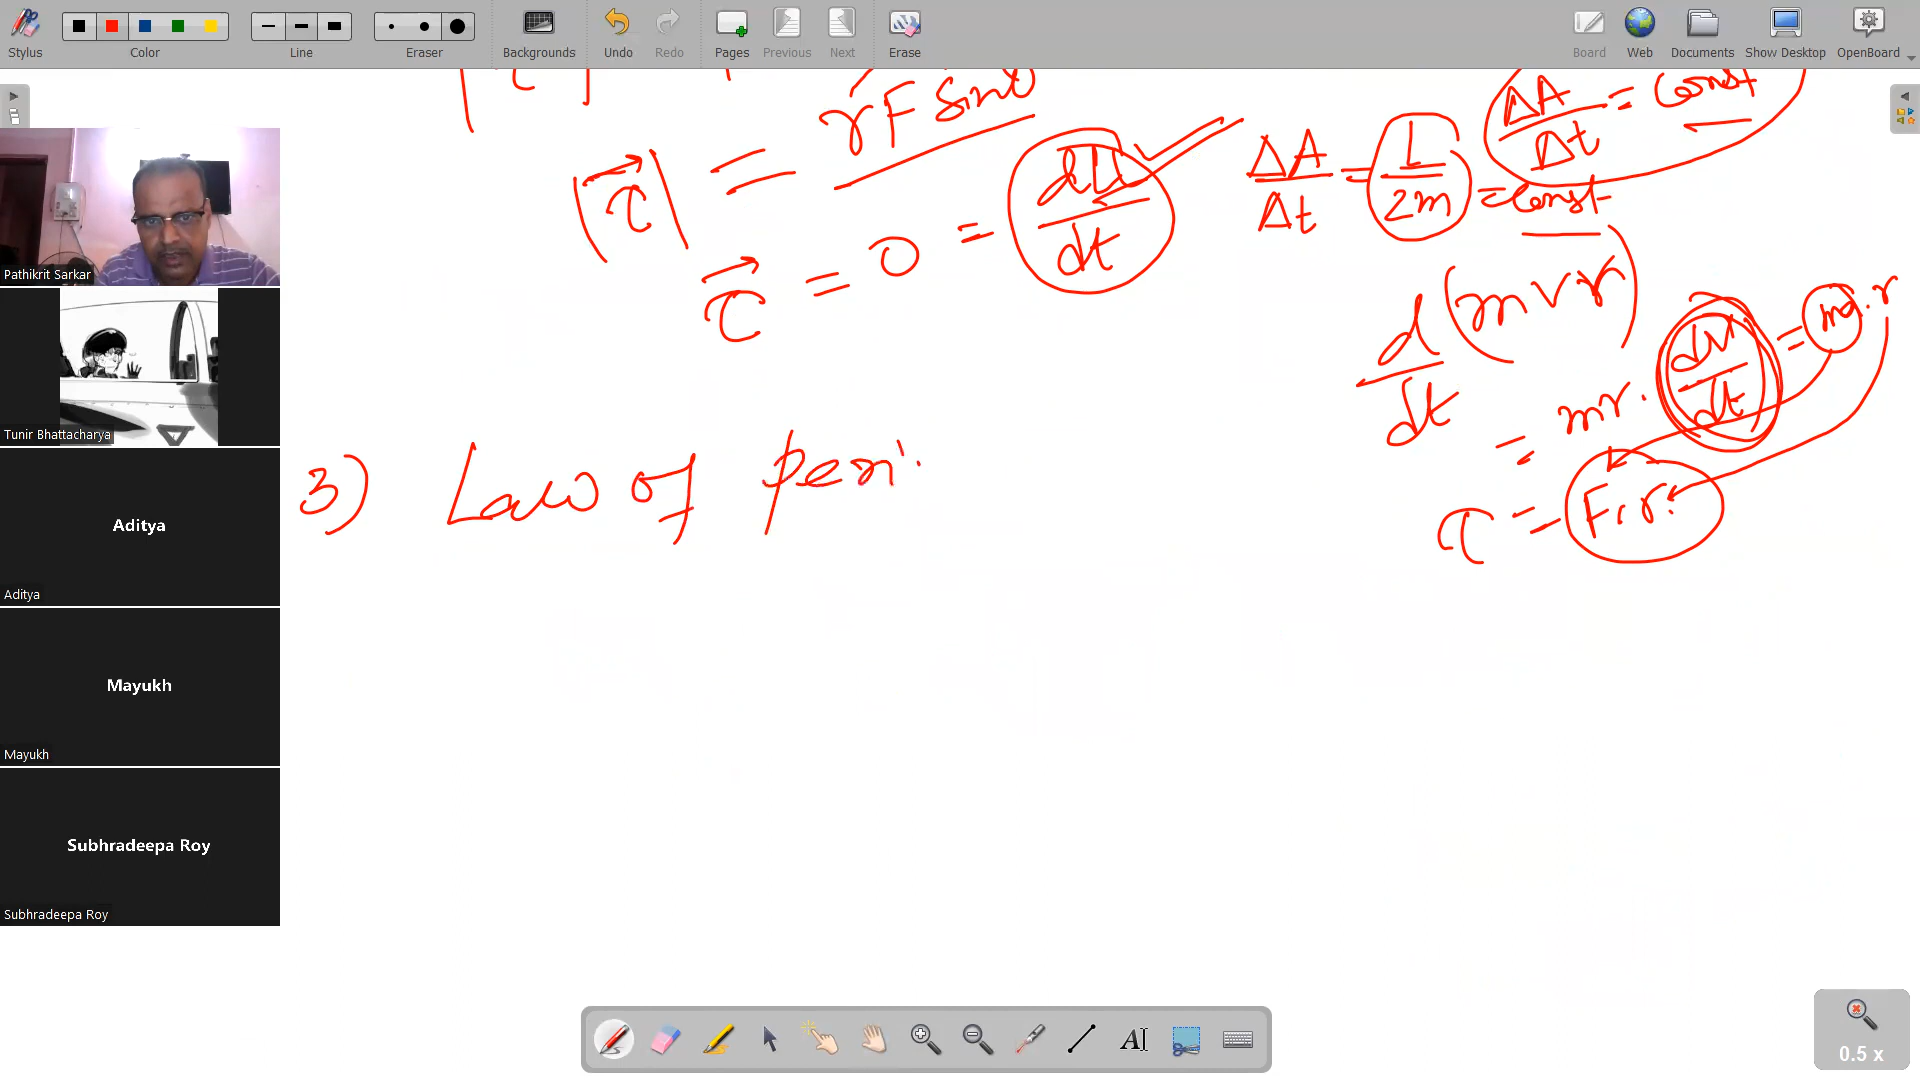 Stylus
Color
Line
Eraser
Backgrounds
Undo
Redo
Pages
Previous
Next
Erase
Board
Web
Documents
Show Desktop
OpenBoard
rF Sinθ
ΔA/Δt = Const
|τ⃗| =
ΔA/Δt = L/2m = Const
τ⃗ = 0 = dL/dt
d/dt (mvr)
= mr. dv/dt = ma.r
τ = F.r.
3) Law of peri
Pathikrit Sarkar
Tunir Bhattacharya
Aditya
Aditya
Mayukh
Mayukh
Subhradeepa Roy
Subhradeepa Roy
0.5 x